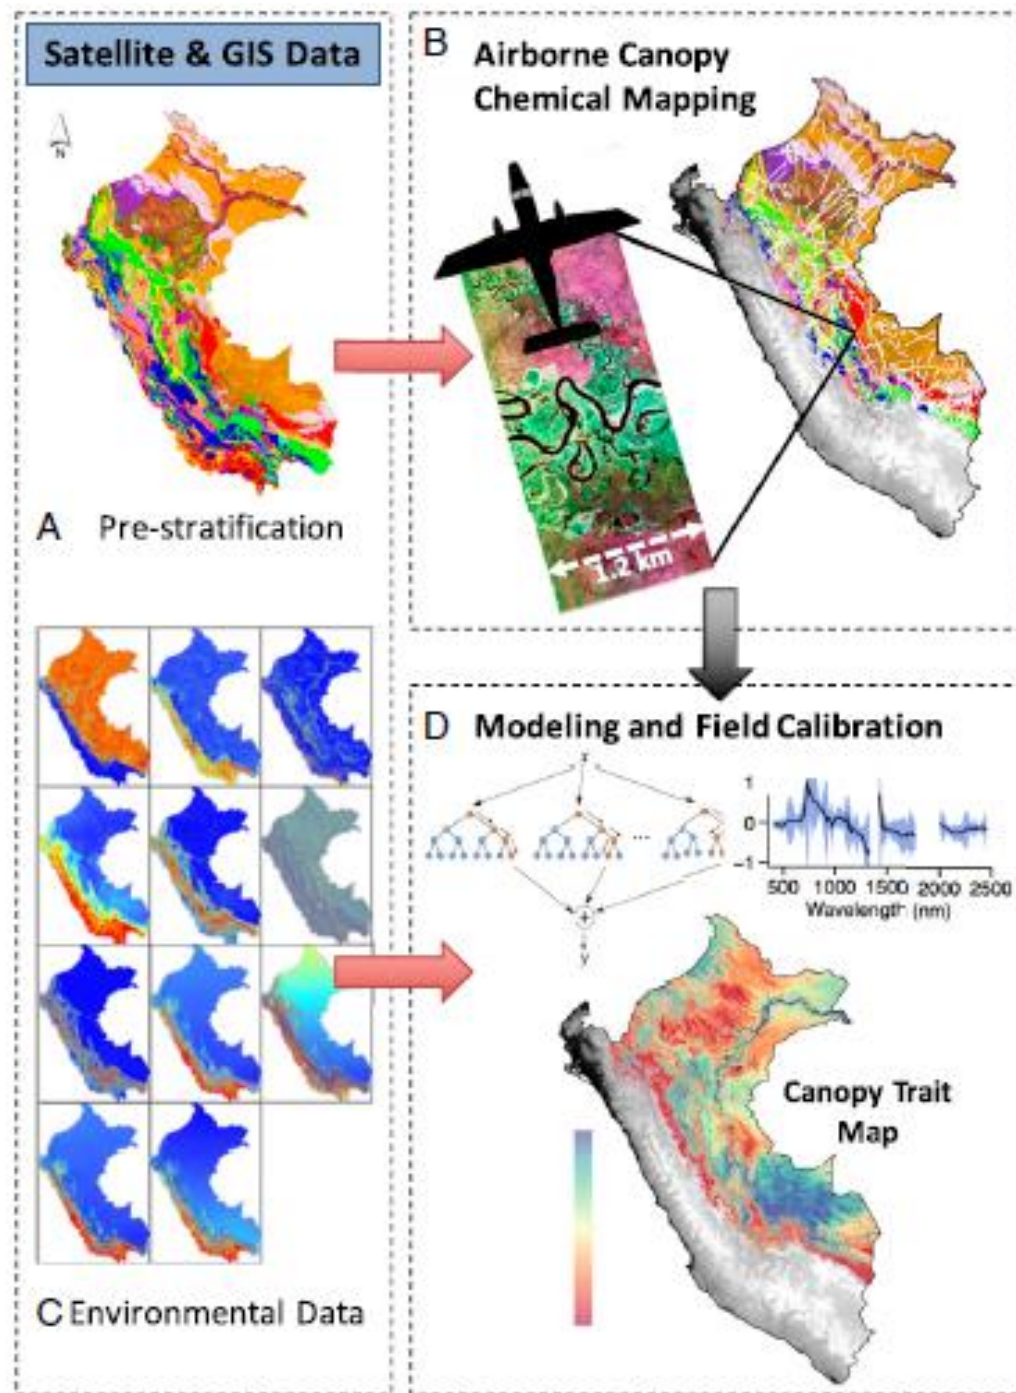 Satellite & GIS Data
N
A Pre-stratification
C Environmental Data
B Airborne Canopy
Chemical Mapping
1.2 km
D Modeling and Field Calibration
x
...
+
y
1
0
−1
500 1000 1500 2000 2500
Wavelength (nm)
Canopy Trait
Map